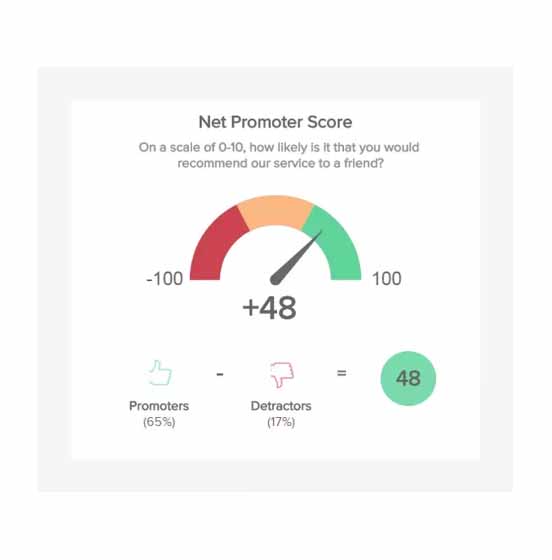 Net Promoter Score
On a scale of 0-10, how likely is it that you would
recommend our service to a friend?
-100
100
+48
- =
48
Promoters
Detractors
(65%)
(17%)